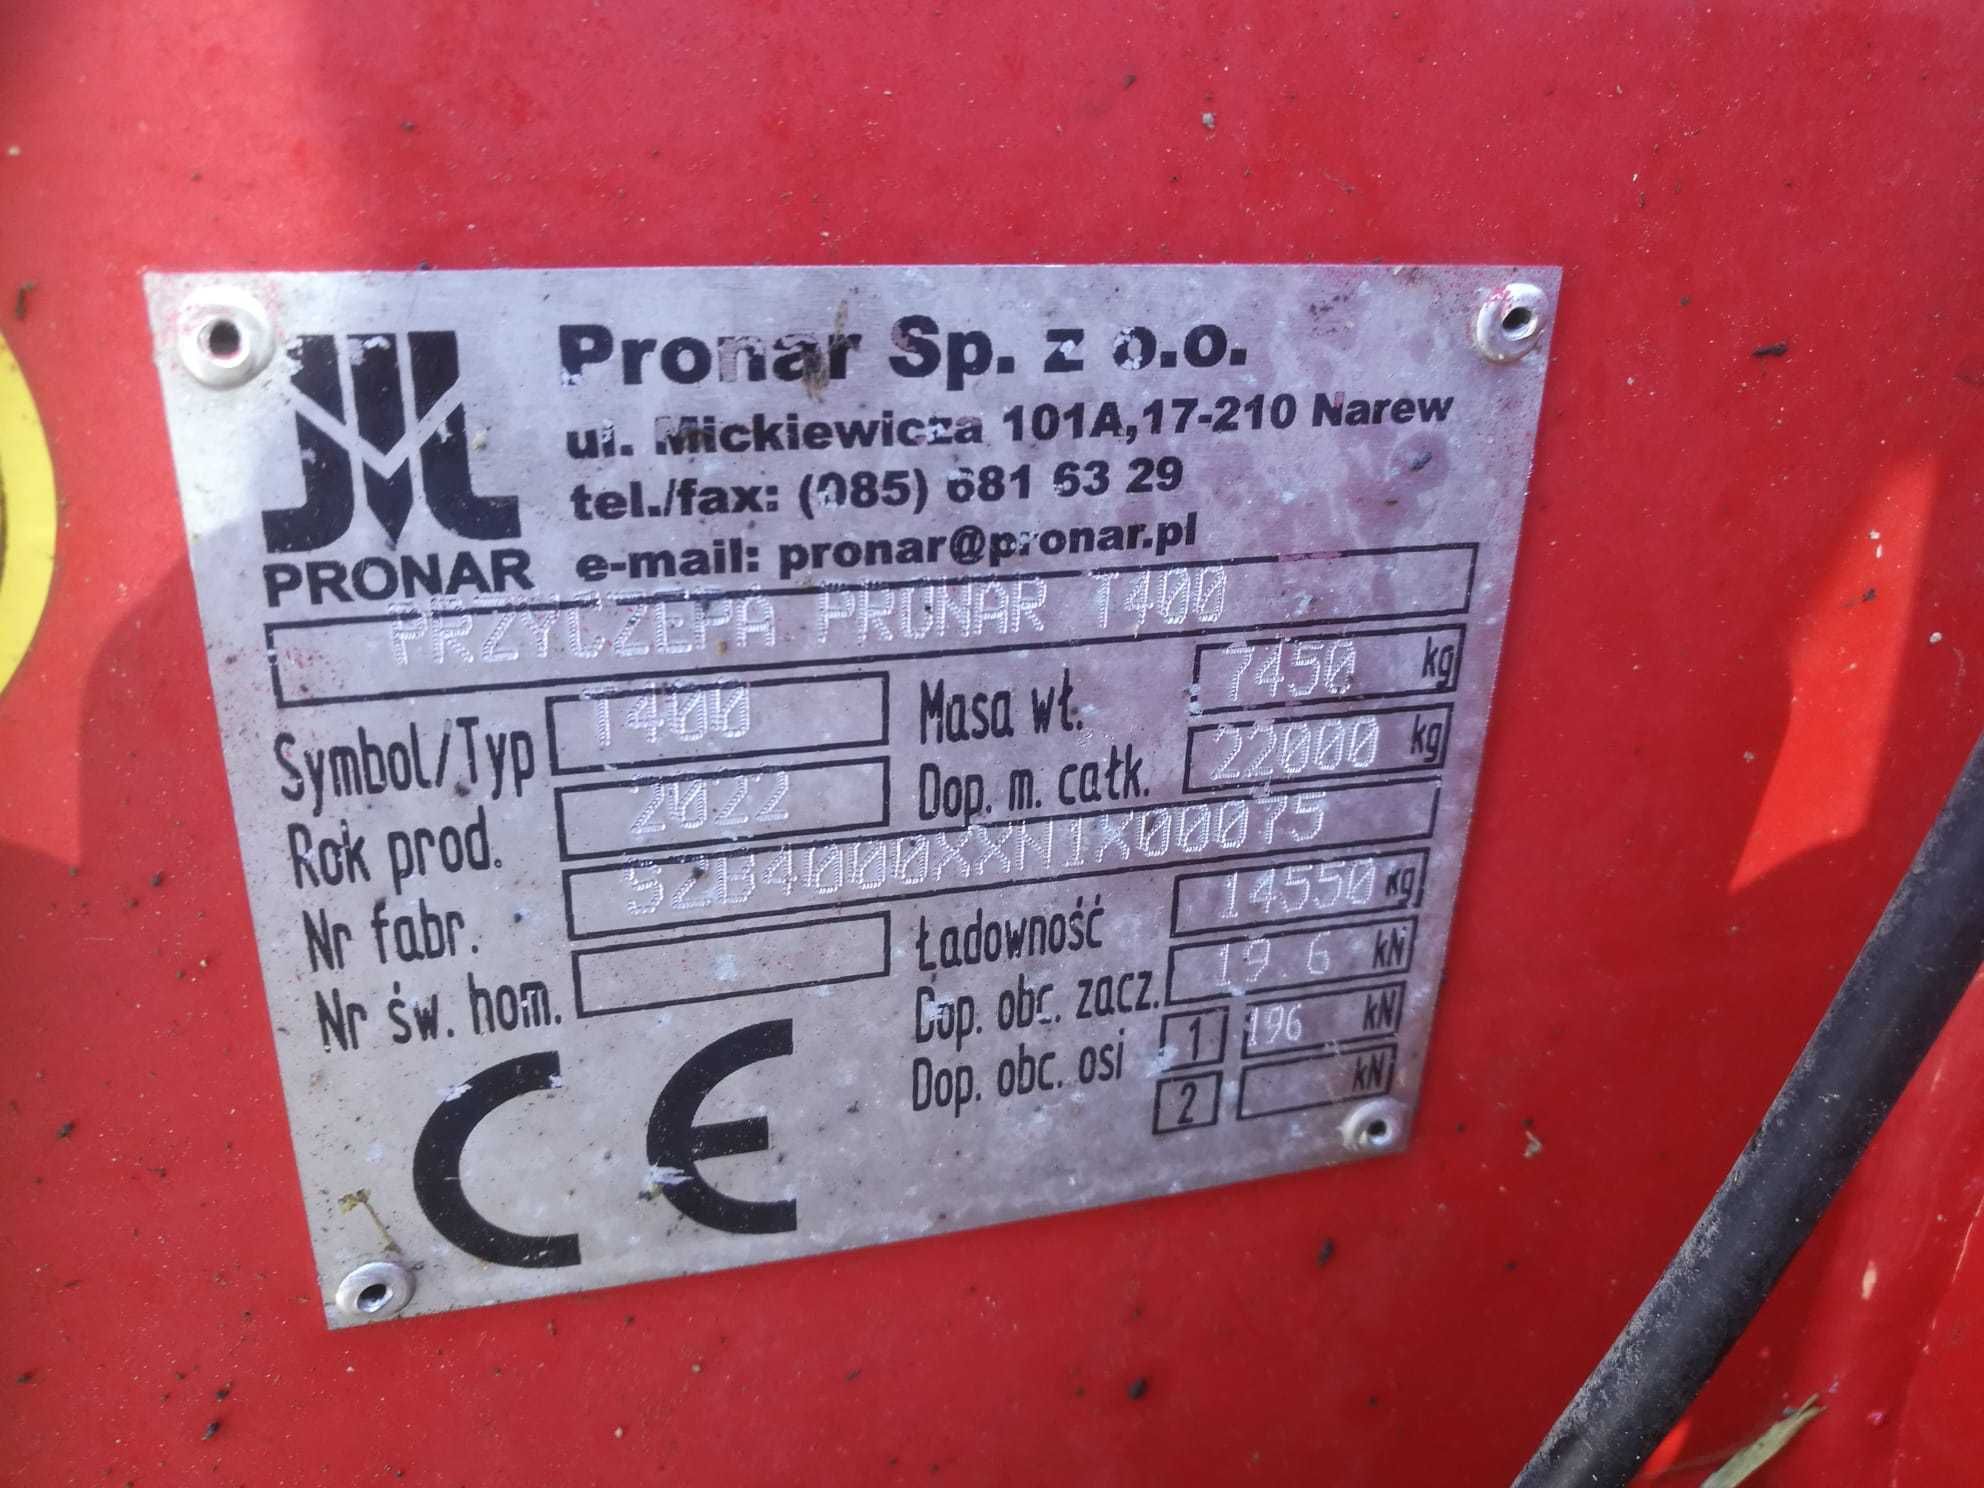 Pronar Sp. z o.o.
ul. Mickiewicza 101A,17-210 Narew
tel./fax: (085) 681 63 29
e-mail: pronar@pronar.pl
PRONAR
PRZYCZEPA PRONAR T400
Symbol/Typ T400
Masa wł. 7450 kg
Rok prod. 2022
Dop. m. całk. 22000 kg
Nr fabr. SZB4000XXN1X00075
Nr św. hom.
Ładowność 14550 kg
Dop. obc. zacz. 19.6 kN
Dop. obc. osi 1 196 kN
2 kN
CE